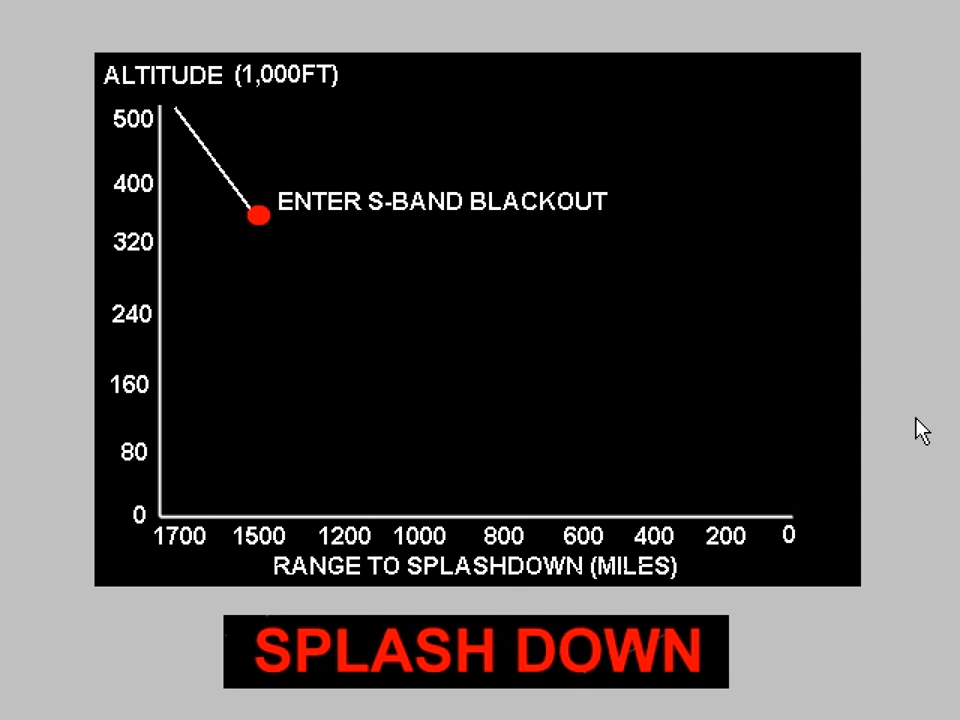 ALTITUDE (1,000FT)
500
400
ENTER S-BAND BLACKOUT
320
240
160
80
0
1700 1500 1200 1000 800 600 400 200 0
RANGE TO SPLASHDOWN (MILES)
SPLASH DOWN